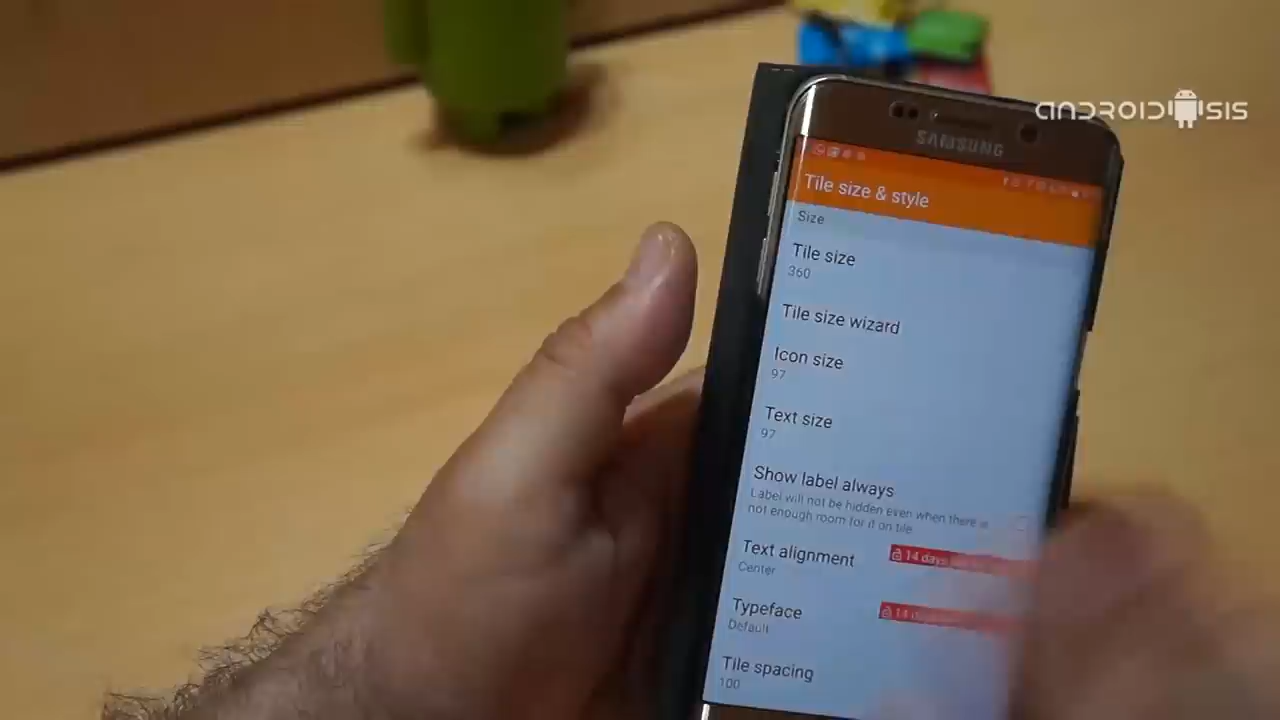 ANDROIDSIS
SAMSUNG
Tile size & style
Size
Tile size
360
Tile size wizard
Icon size
97
Text size
97
Show label always
Label will not be hidden even when there is
not enough room for it on tile
Text alignment
14 days
Center
Typeface
14
Default
Tile spacing
100